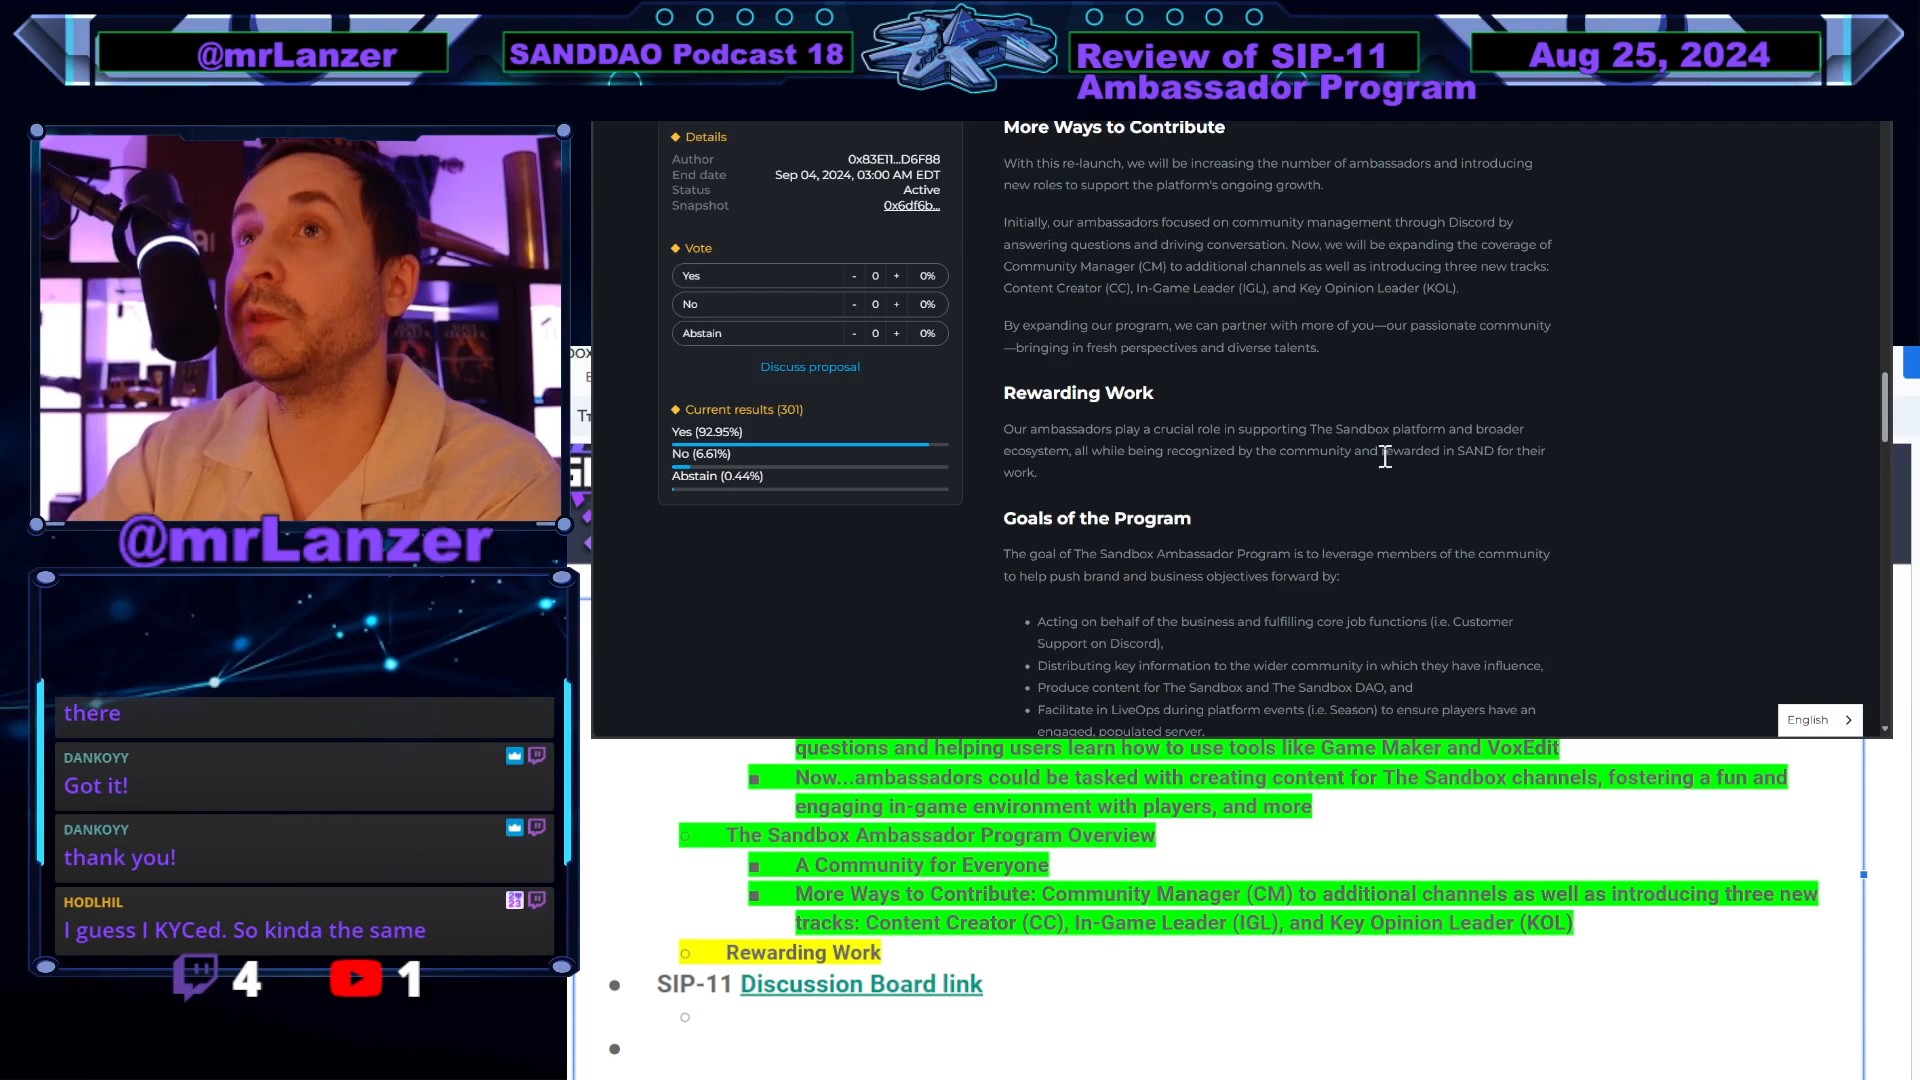 @mrLanzer
SANDDAO Podcast 18
Review of SIP-11
Ambassador Program
Aug 25, 2024
Details
Author 0x83E11...D6F88
End date Sep 04, 2024, 03:00 AM EDT
Status Active
Snapshot 0x6df6b...
Vote
Yes - 0 + 0%
No - 0 + 0%
Abstain - 0 + 0%
Discuss proposal
Current results (301)
Yes (92.95%)
No (6.61%)
Abstain (0.44%)
More Ways to Contribute
With this re-launch, we will be increasing the number of ambassadors and introducing
new roles to support the platform's ongoing growth.
Initially, our ambassadors focused on community management through Discord by
answering questions and driving conversation. Now, we will be expanding the coverage of
Community Manager (CM) to additional channels as well as introducing three new tracks:
Content Creator (CC), In-Game Leader (IGL), and Key Opinion Leader (KOL).
By expanding our program, we can partner with more of you—our passionate community
—bringing in fresh perspectives and diverse talents.
Rewarding Work
Our ambassadors play a crucial role in supporting The Sandbox platform and broader
ecosystem, all while being recognized by the community and rewarded in SAND for their
work.
Goals of the Program
The goal of The Sandbox Ambassador Program is to leverage members of the community
to help push brand and business objectives forward by:
• Acting on behalf of the business and fulfilling core job functions (i.e. Customer
Support on Discord),
• Distributing key information to the wider community in which they have influence,
• Produce content for The Sandbox and The Sandbox DAO, and
• Facilitate in LiveOps during platform events (i.e. Season) to ensure players have an
engaged, populated server.
English
@mrLanzer
there
DANKOYY
Got it!
DANKOYY
thank you!
HODLHIL
I guess I KYCed. So kinda the same
4 1
questions and helping users learn how to use tools like Game Maker and VoxEdit
Now...ambassadors could be tasked with creating content for The Sandbox channels, fostering a fun and
engaging in-game environment with players, and more
The Sandbox Ambassador Program Overview
A Community for Everyone
More Ways to Contribute: Community Manager (CM) to additional channels as well as introducing three new
tracks: Content Creator (CC), In-Game Leader (IGL), and Key Opinion Leader (KOL)
Rewarding Work
SIP-11 Discussion Board link